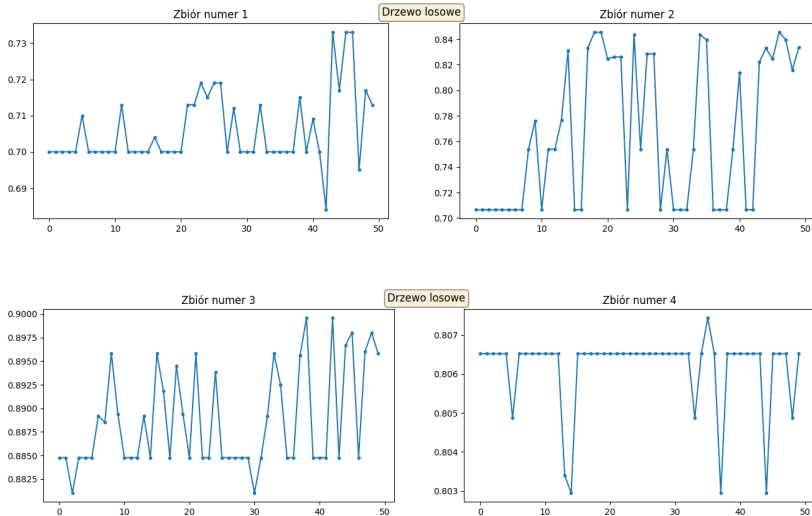 Drzewo losowe
Zbiór numer 1
Zbiór numer 2
0.73
0.72
0.71
0.70
0.69
0 10 20 30 40 50
0.84
0.82
0.80
0.78
0.76
0.74
0.72
0.70
0 10 20 30 40 50
Drzewo losowe
Zbiór numer 3
Zbiór numer 4
0.9000
0.8975
0.8950
0.8925
0.8900
0.8875
0.8850
0.8825
0 10 20 30 40 50
0.807
0.806
0.805
0.804
0.803
0 10 20 30 40 50